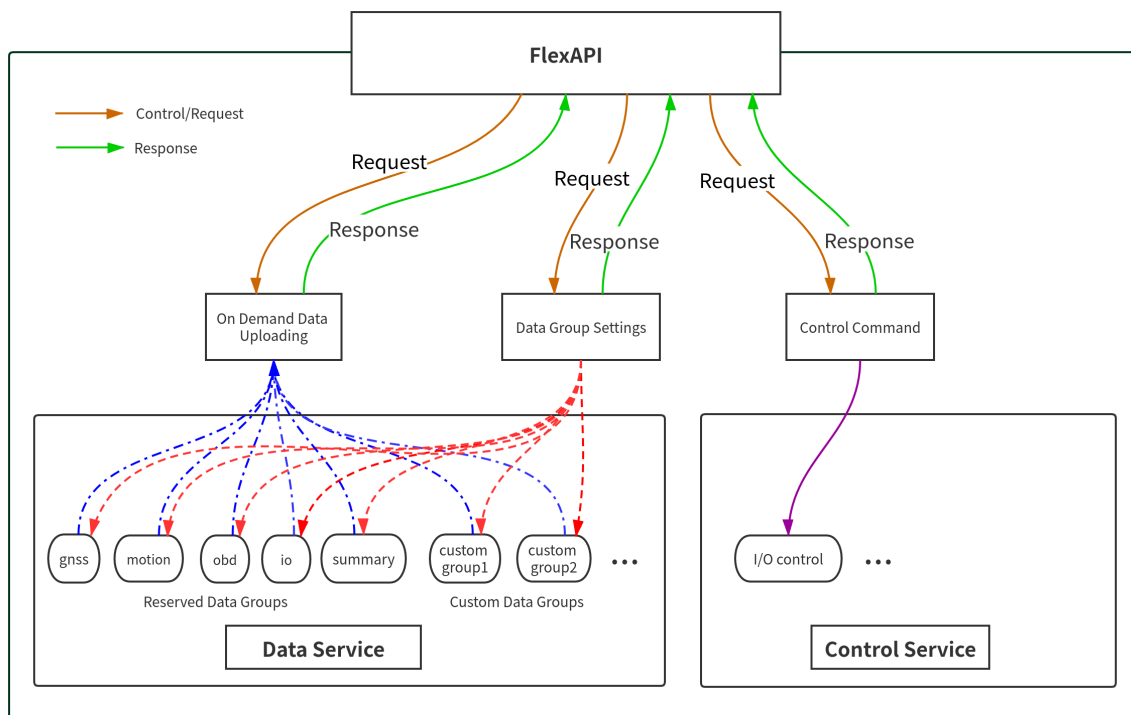 FlexAPI
Control/Request
Response
Request
Request
Request
Response
Response
Response
On Demand Data
Uploading
Data Group Settings
Control Command
gnss
motion
obd
io
summary
custom
group1
custom
group2
...
I/O control
...
Reserved Data Groups
Custom Data Groups
Data Service
Control Service